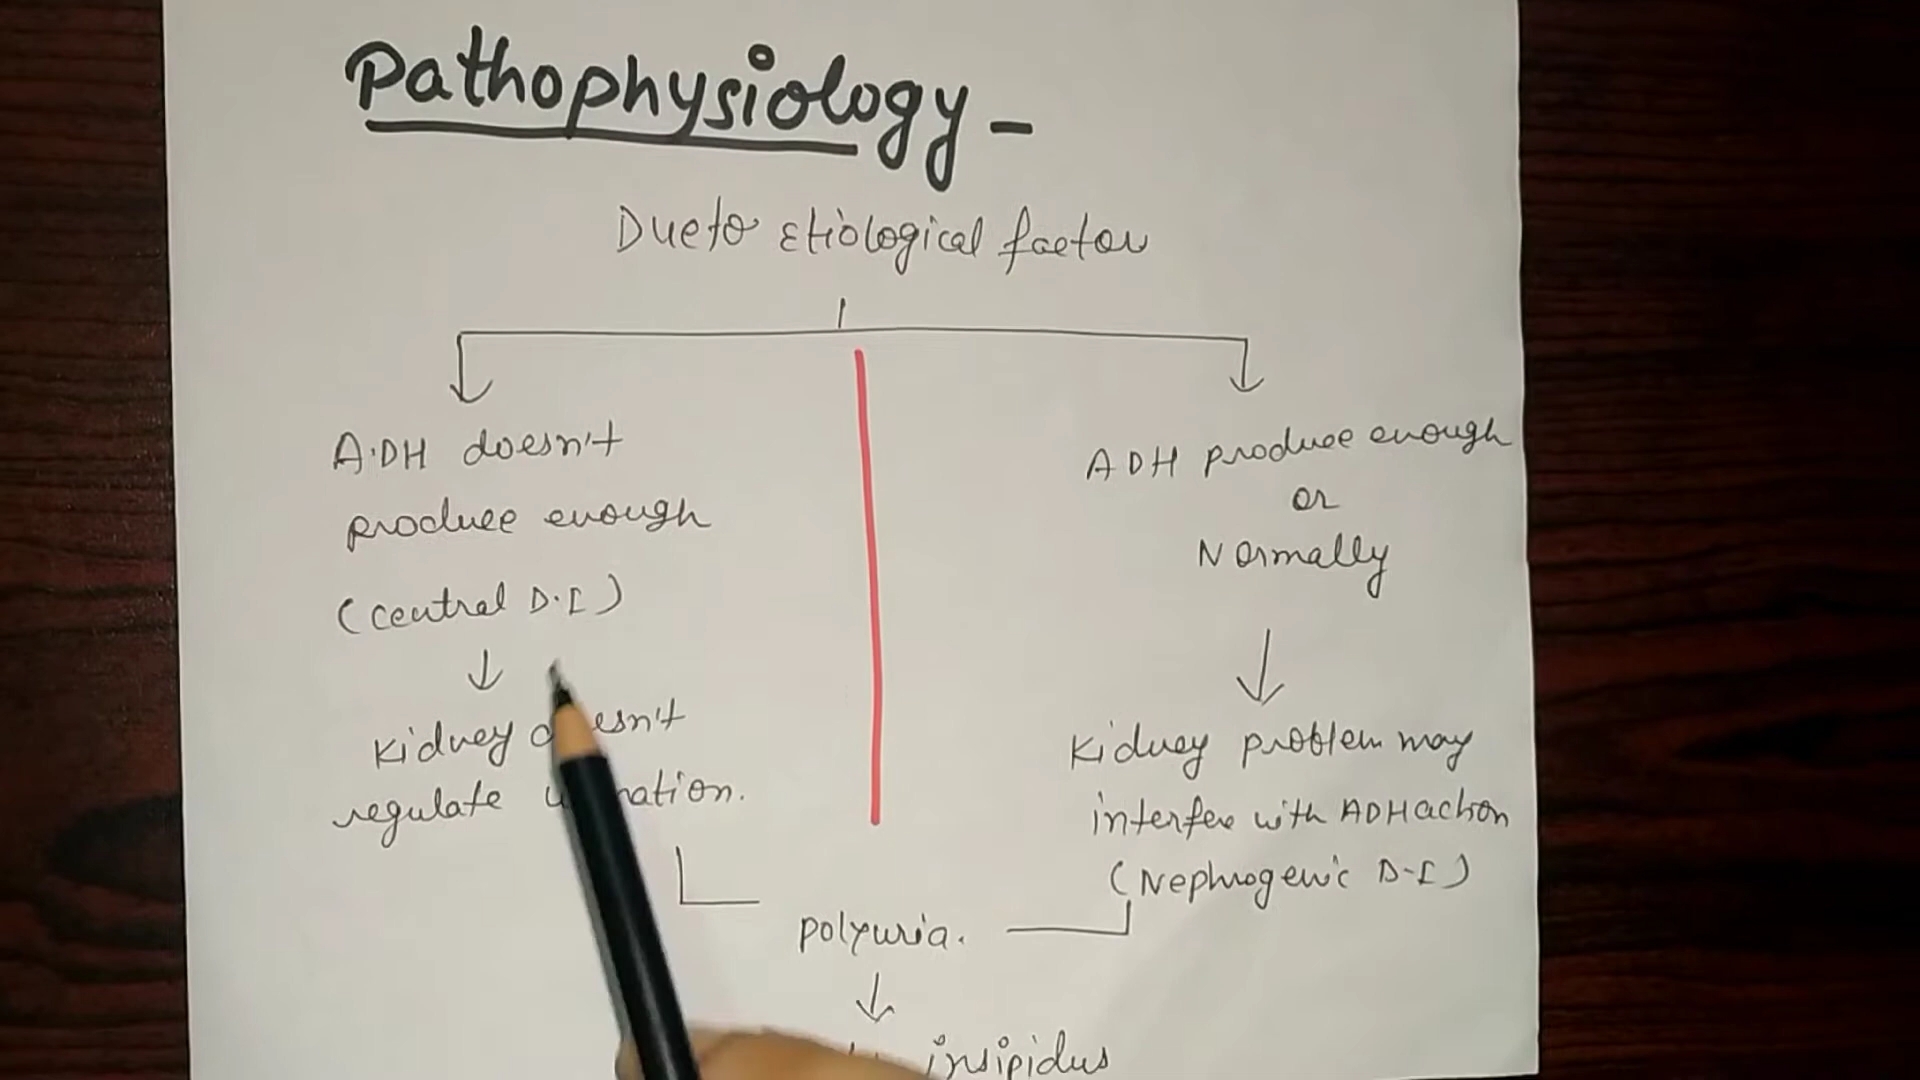 Pathophysiology -
Due to etiological factor
A.DH doesn't
produce enough
(central D.I)
kidney
regulate
ADH produce enough
or
Normally
kidney problem may
interfere with ADH action
(Nephrogenic D-I)
polyuria.
insipidus